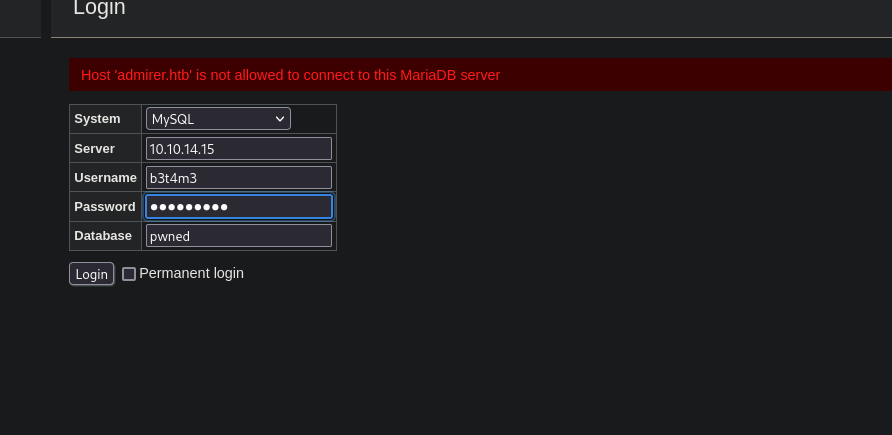 Login
Host 'admirer.htb' is not allowed to connect to this MariaDB server
System MySQL
Server 10.10.14.15
Username b3t4m3
Password ●●●●●●●●●
Database pwned
Login Permanent login